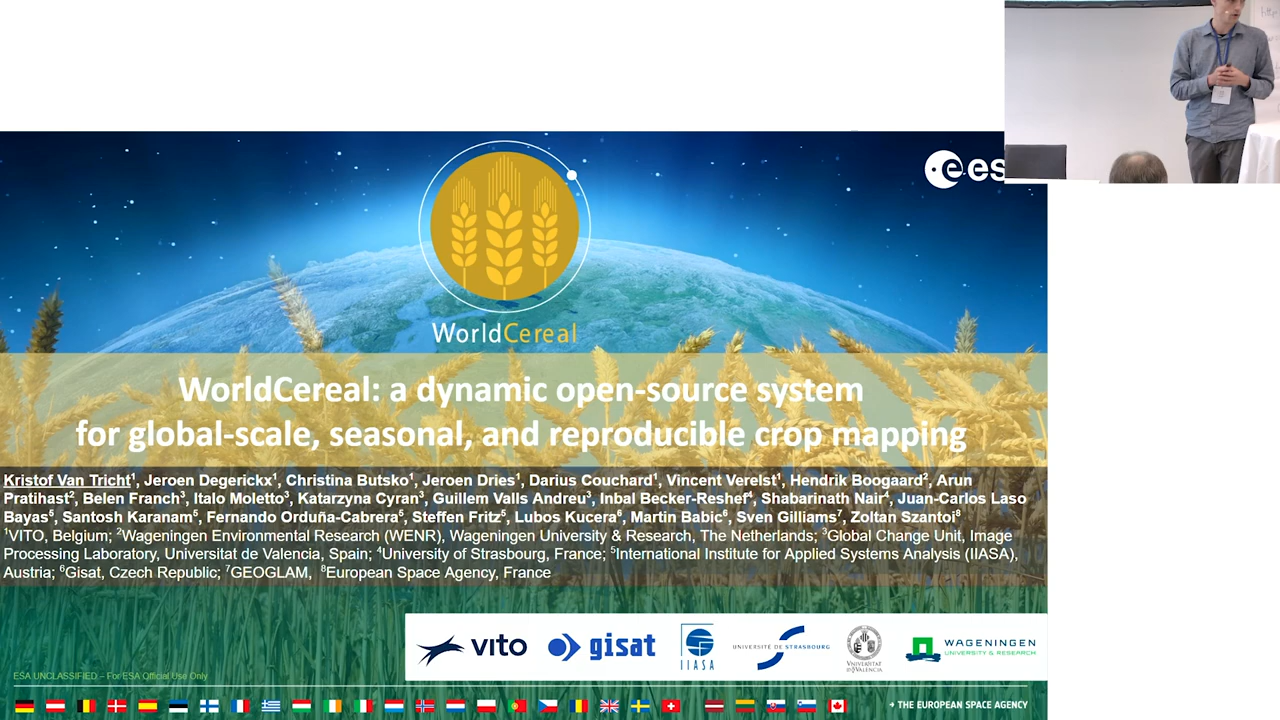 esa
WorldCereal
WorldCereal: a dynamic open-source system
for global-scale, seasonal, and reproducible crop mapping
Kristof Van Tricht¹, Jeroen Degerickx¹, Christina Butsko¹, Jeroen Dries¹, Darius Couchard¹, Vincent Verelst¹, Hendrik Boogaard², Arun
Pratihast², Belen Franch³, Italo Moletto³, Katarzyna Cyran³, Guillem Valls Andreu³, Inbal Becker-Reshef⁴, Shabarinath Nair⁴, Juan-Carlos Laso
Bayas⁵, Santosh Karanam⁵, Fernando Orduña-Cabrera⁵, Steffen Fritz⁵, Lubos Kucera⁶, Martin Babic⁶, Sven Gilliams⁷, Zoltan Szantoi⁸
¹VITO, Belgium; ²Wageningen Environmental Research (WENR), Wageningen University & Research, The Netherlands; ³Global Change Unit, Image
Processing Laboratory, Universitat de Valencia, Spain; ⁴University of Strasbourg, France; ⁵International Institute for Applied Systems Analysis (IIASA),
Austria; ⁶Gisat, Czech Republic; ⁷GEOGLAM, ⁸European Space Agency, France
vito
gisat
IIASA
UNIVERSITÉ DE STRASBOURG
VNIVERSITAT
D VALÈNCIA
WAGENINGEN
UNIVERSITY & RESEARCH
ESA UNCLASSIFIED – For ESA Official Use Only
→ THE EUROPEAN SPACE AGENCY